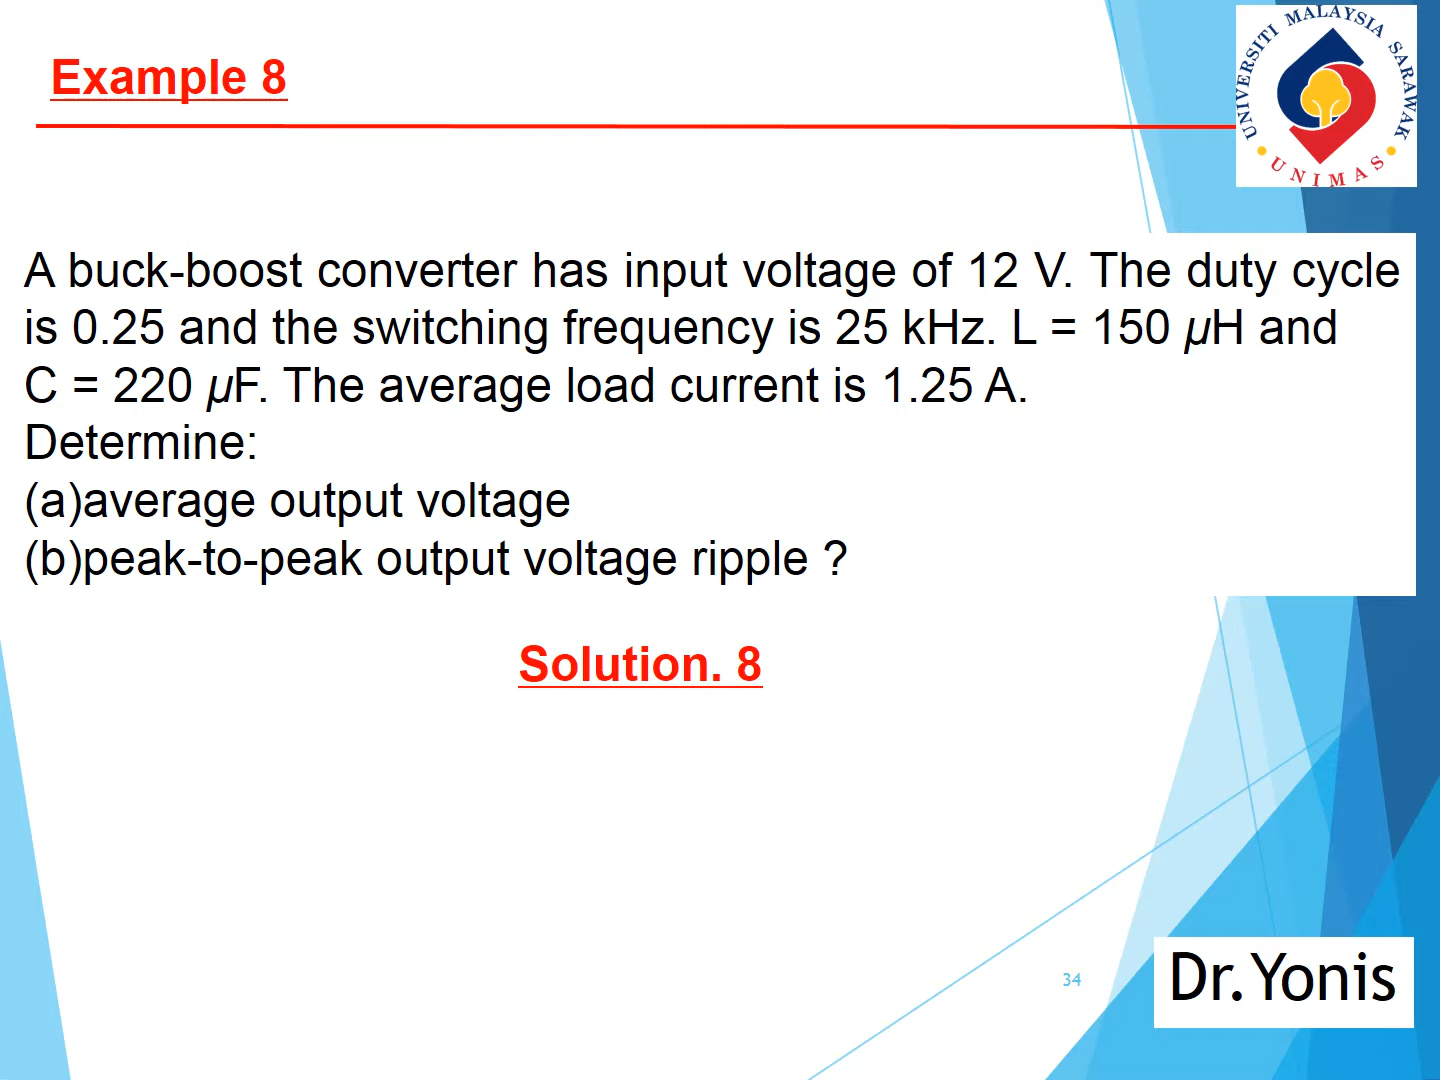 Example 8
UNIVERSITI MALAYSIA SARAWAK
UNIMAS
A buck-boost converter has input voltage of 12 V. The duty cycle
is 0.25 and the switching frequency is 25 kHz. L = 150 µH and
C = 220 µF. The average load current is 1.25 A.
Determine:
(a)average output voltage
(b)peak-to-peak output voltage ripple ?
Solution. 8
34
Dr.Yonis